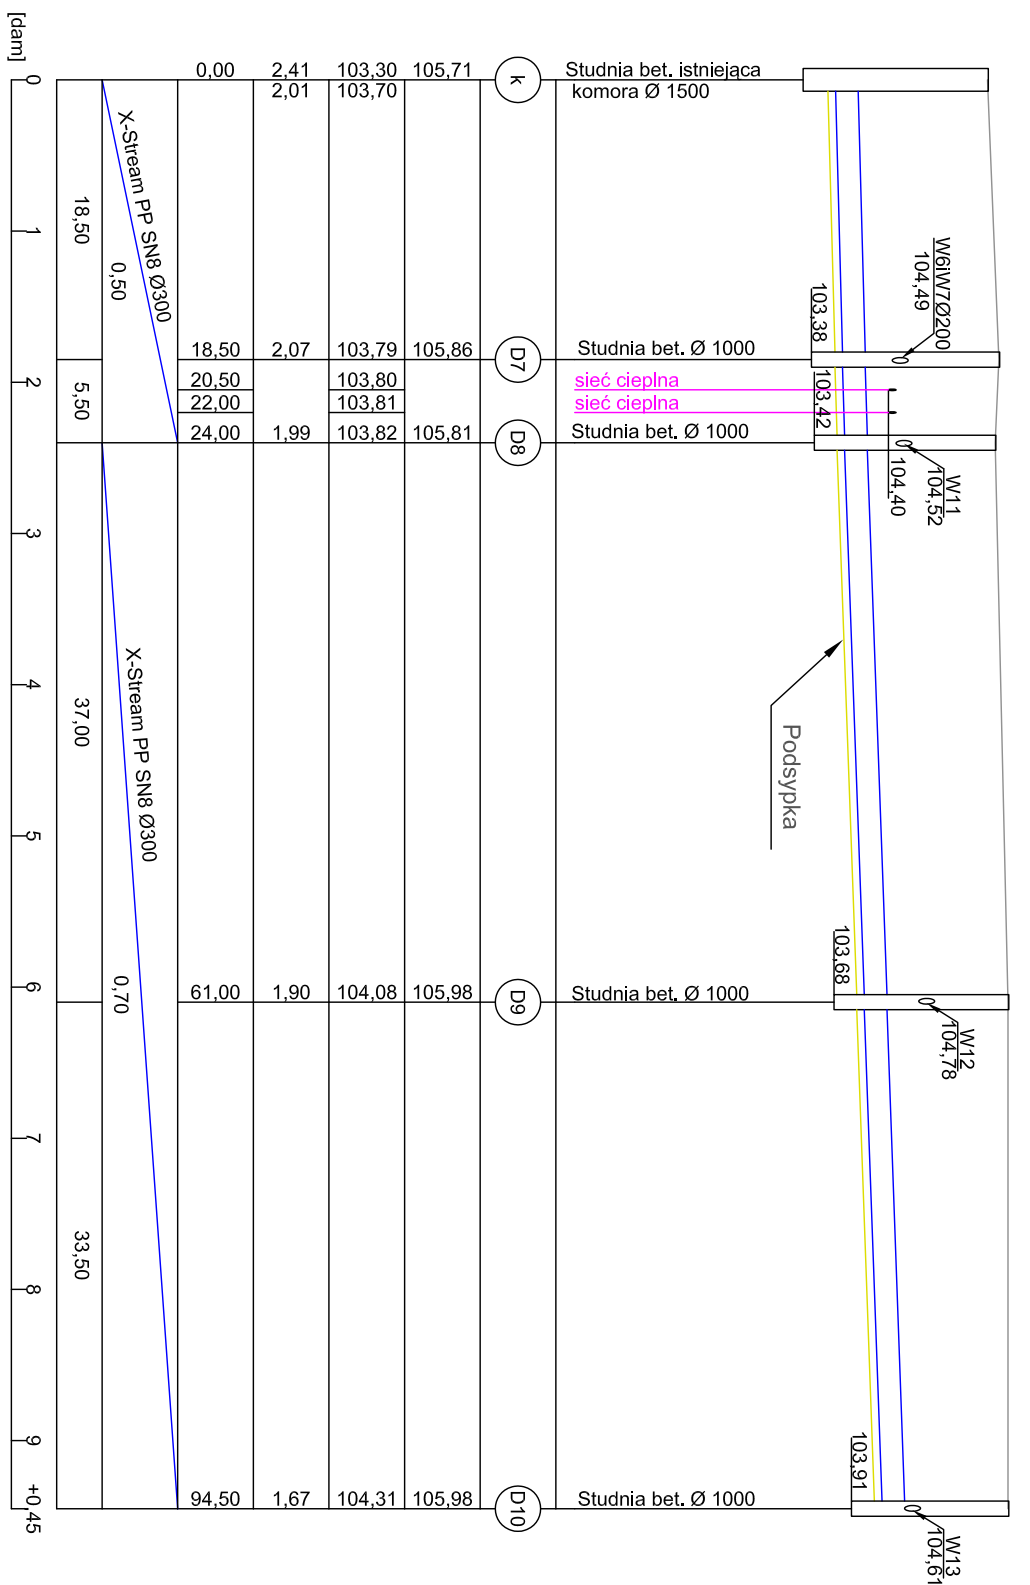 [dam]
0
1
2
3
4
5
6
7
8
9
+0,45
18,50
5,50
37,00
33,50
X-Stream PP SN8 Ø300
0,50
X-Stream PP SN8 Ø300
0,70
0,00 2,41 103,30 105,71
2,01 103,70
k
Studnia bet. istniejąca
komora Ø 1500
18,50 2,07 103,79 105,86
D7
Studnia bet. Ø 1000
20,50 103,80
sieć cieplna
22,00 103,81
sieć cieplna
24,00 1,99 103,82 105,81
D8
Studnia bet. Ø 1000
61,00 1,90 104,08 105,98
D9
Studnia bet. Ø 1000
94,50 1,67 104,31 105,98
D10
Studnia bet. Ø 1000
W6iW7Ø200
104,49
103,38
103,42
104,40
W11
104,52
Podsypka
103,68
W12
104,78
103,91
W13
104,61